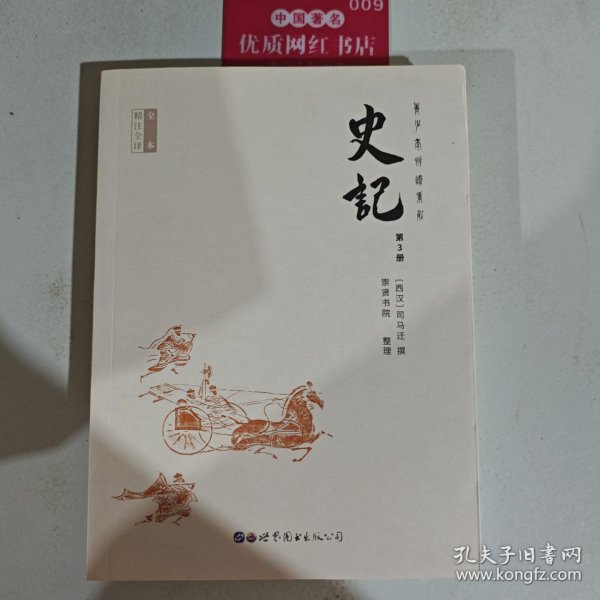 009
中国著名
优质网红书店
全本
精注全译
史記
第3册
〔西汉〕司马迁 撰
崇贤书院 整理
世界图书出版公司
孔夫子旧书网
www.kongfz.com